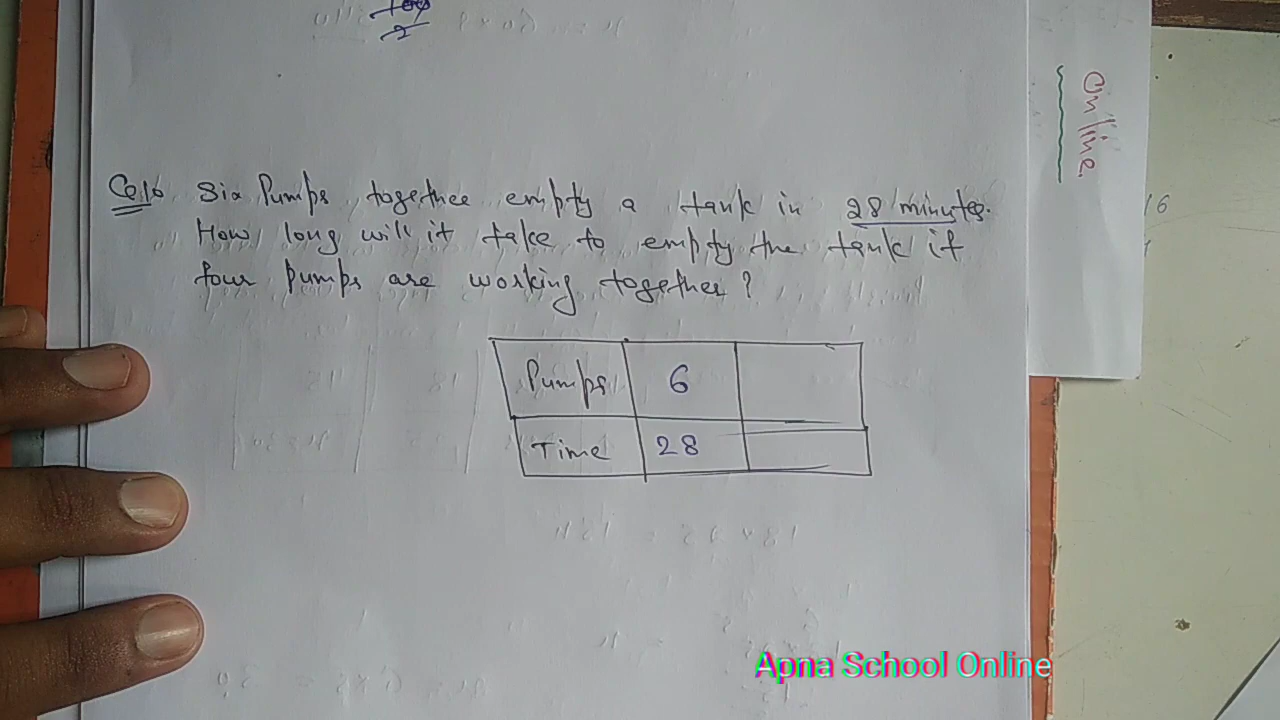 Online
16
Q10 Six Pumps together empty a tank in 28 minutes.
How long will it take to empty the tank if
four pumps are working together?
Pumps 6
Time 28
Apna School Online